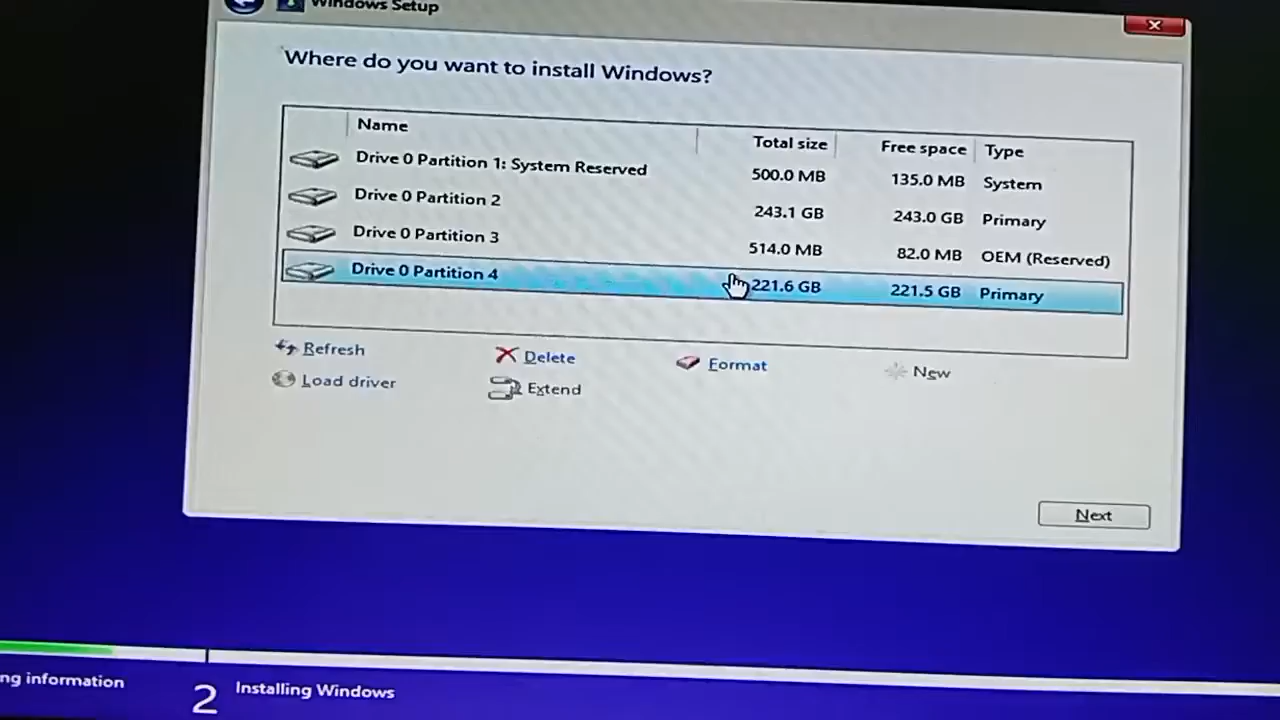 Windows Setup
Where do you want to install Windows?
Name Total size Free space Type
Drive 0 Partition 1: System Reserved 500.0 MB 135.0 MB System
Drive 0 Partition 2 243.1 GB 243.0 GB Primary
Drive 0 Partition 3 514.0 MB 82.0 MB OEM (Reserved)
Drive 0 Partition 4 221.6 GB 221.5 GB Primary
Refresh Delete Format New
Load driver Extend
Next
ng information 2 Installing Windows